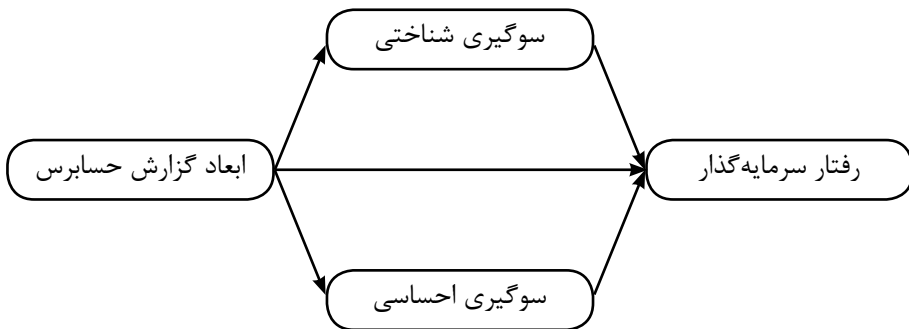 سوگیری شناختی
رفتار سرمایه‌گذار
ابعاد گزارش حسابرس
سوگیری احساسی